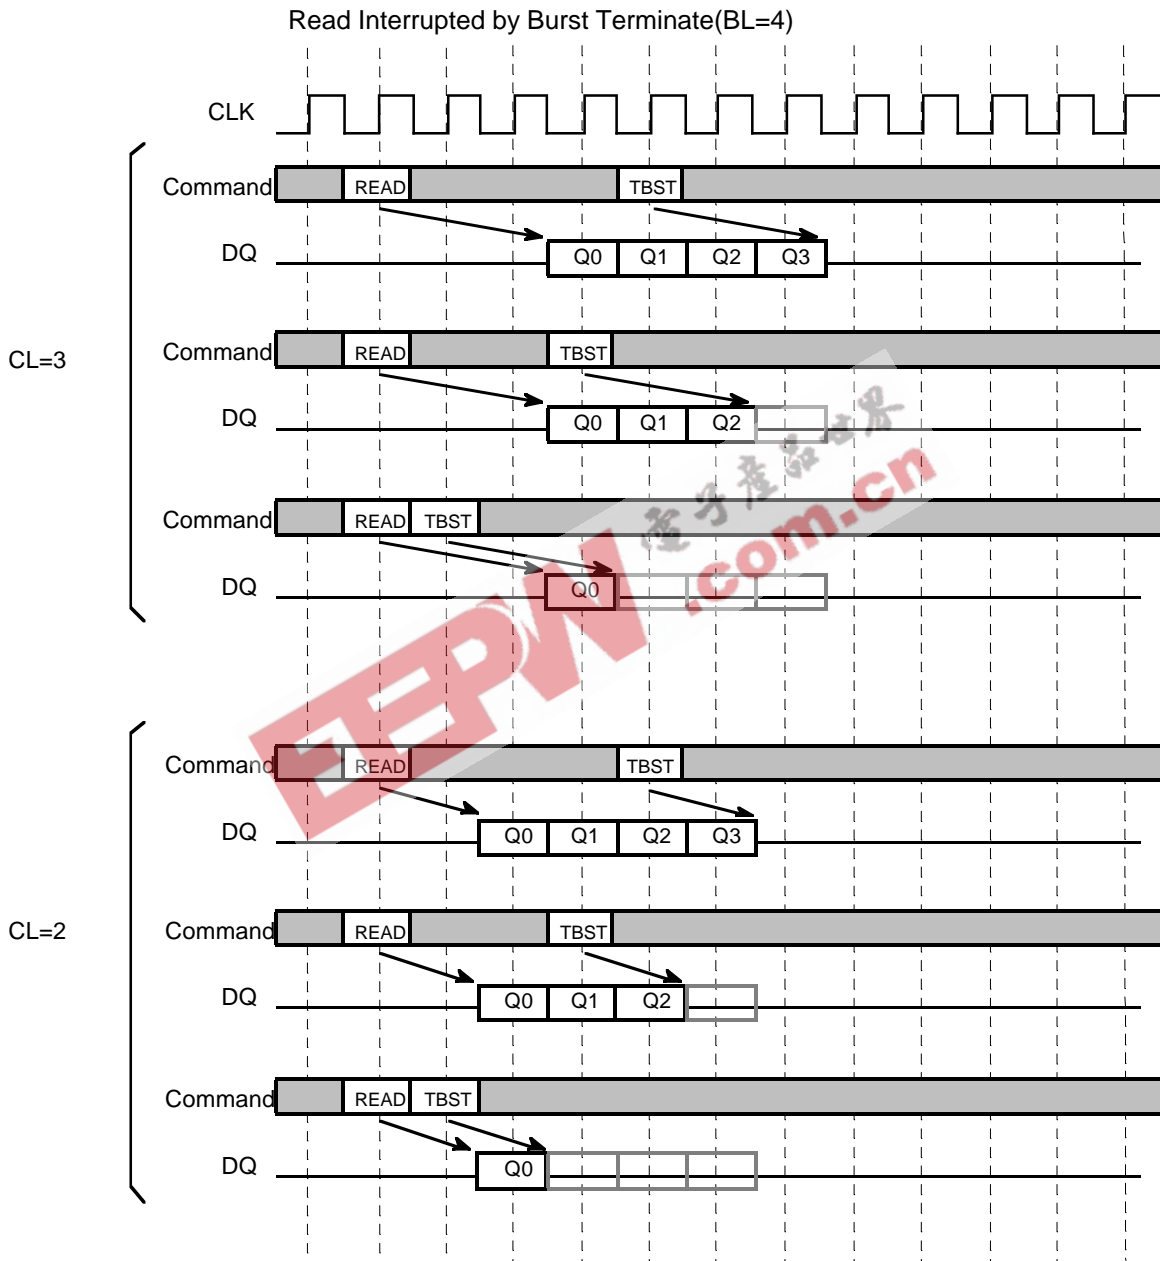 Read Interrupted by Burst Terminate(BL=4)
CLK
Command READ TBST
DQ Q0 Q1 Q2 Q3
CL=3
Command READ TBST
DQ Q0 Q1 Q2
Command READ TBST
DQ Q0
電子產品世界
EEPW .com.cn
Command READ TBST
DQ Q0 Q1 Q2 Q3
CL=2
Command READ TBST
DQ Q0 Q1 Q2
Command READ TBST
DQ Q0